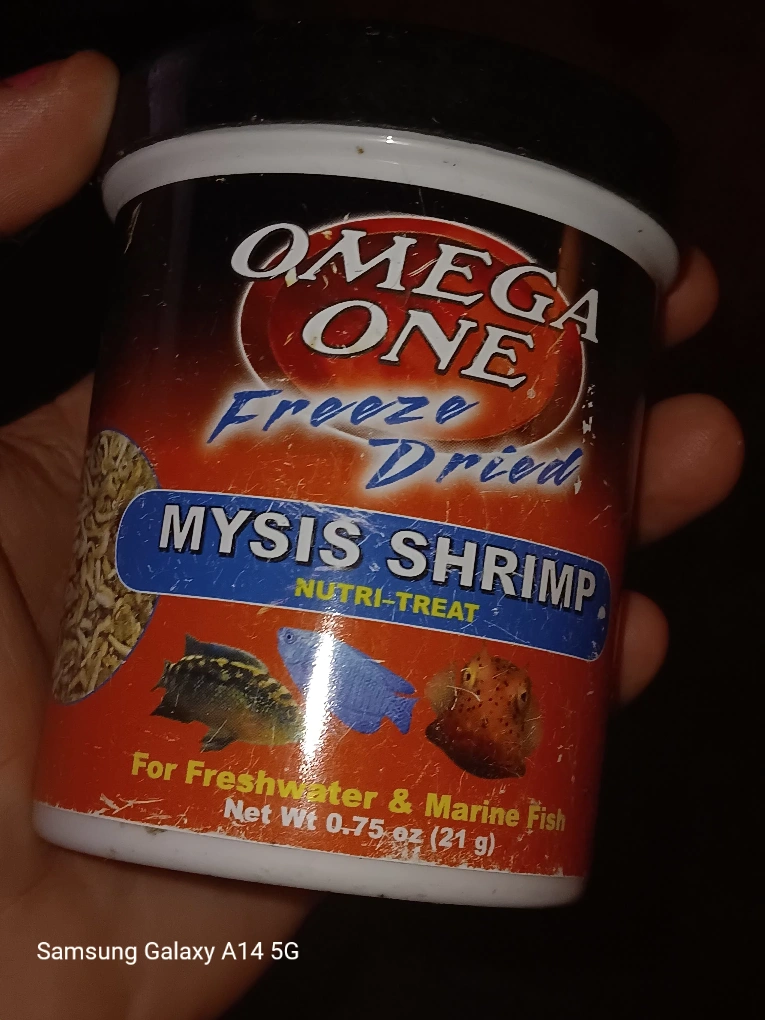 OMEGA
ONE
Freeze
Dried
MYSIS SHRIMP
NUTRI-TREAT
For Freshwater & Marine Fish
Net Wt 0.75 oz (21 g)
Samsung Galaxy A14 5G